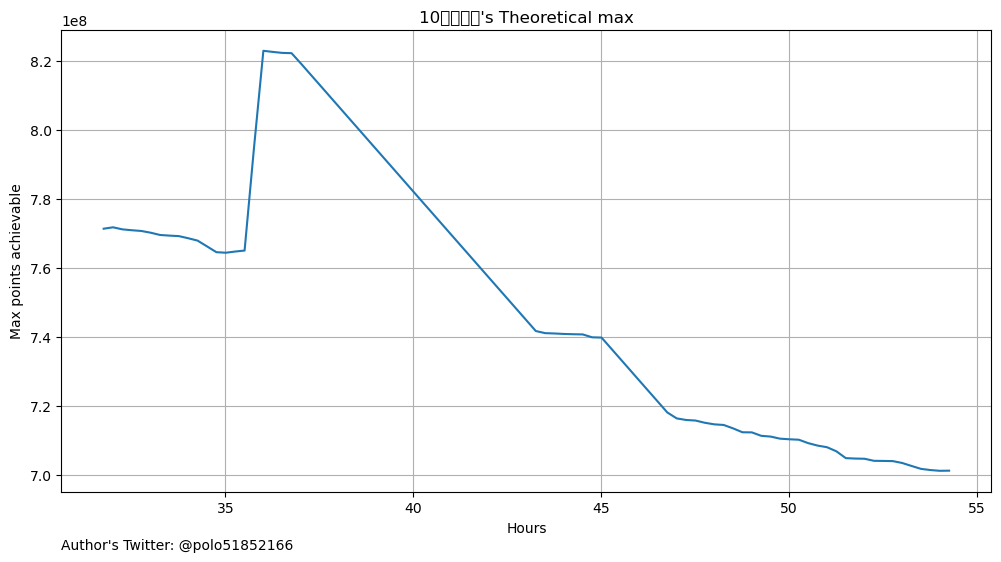 10's Theoretical max
1e8
8.2
8.0
7.8
7.6
7.4
7.2
7.0
Max points achievable
35
40
45
50
55
Hours
Author's Twitter: @polo51852166